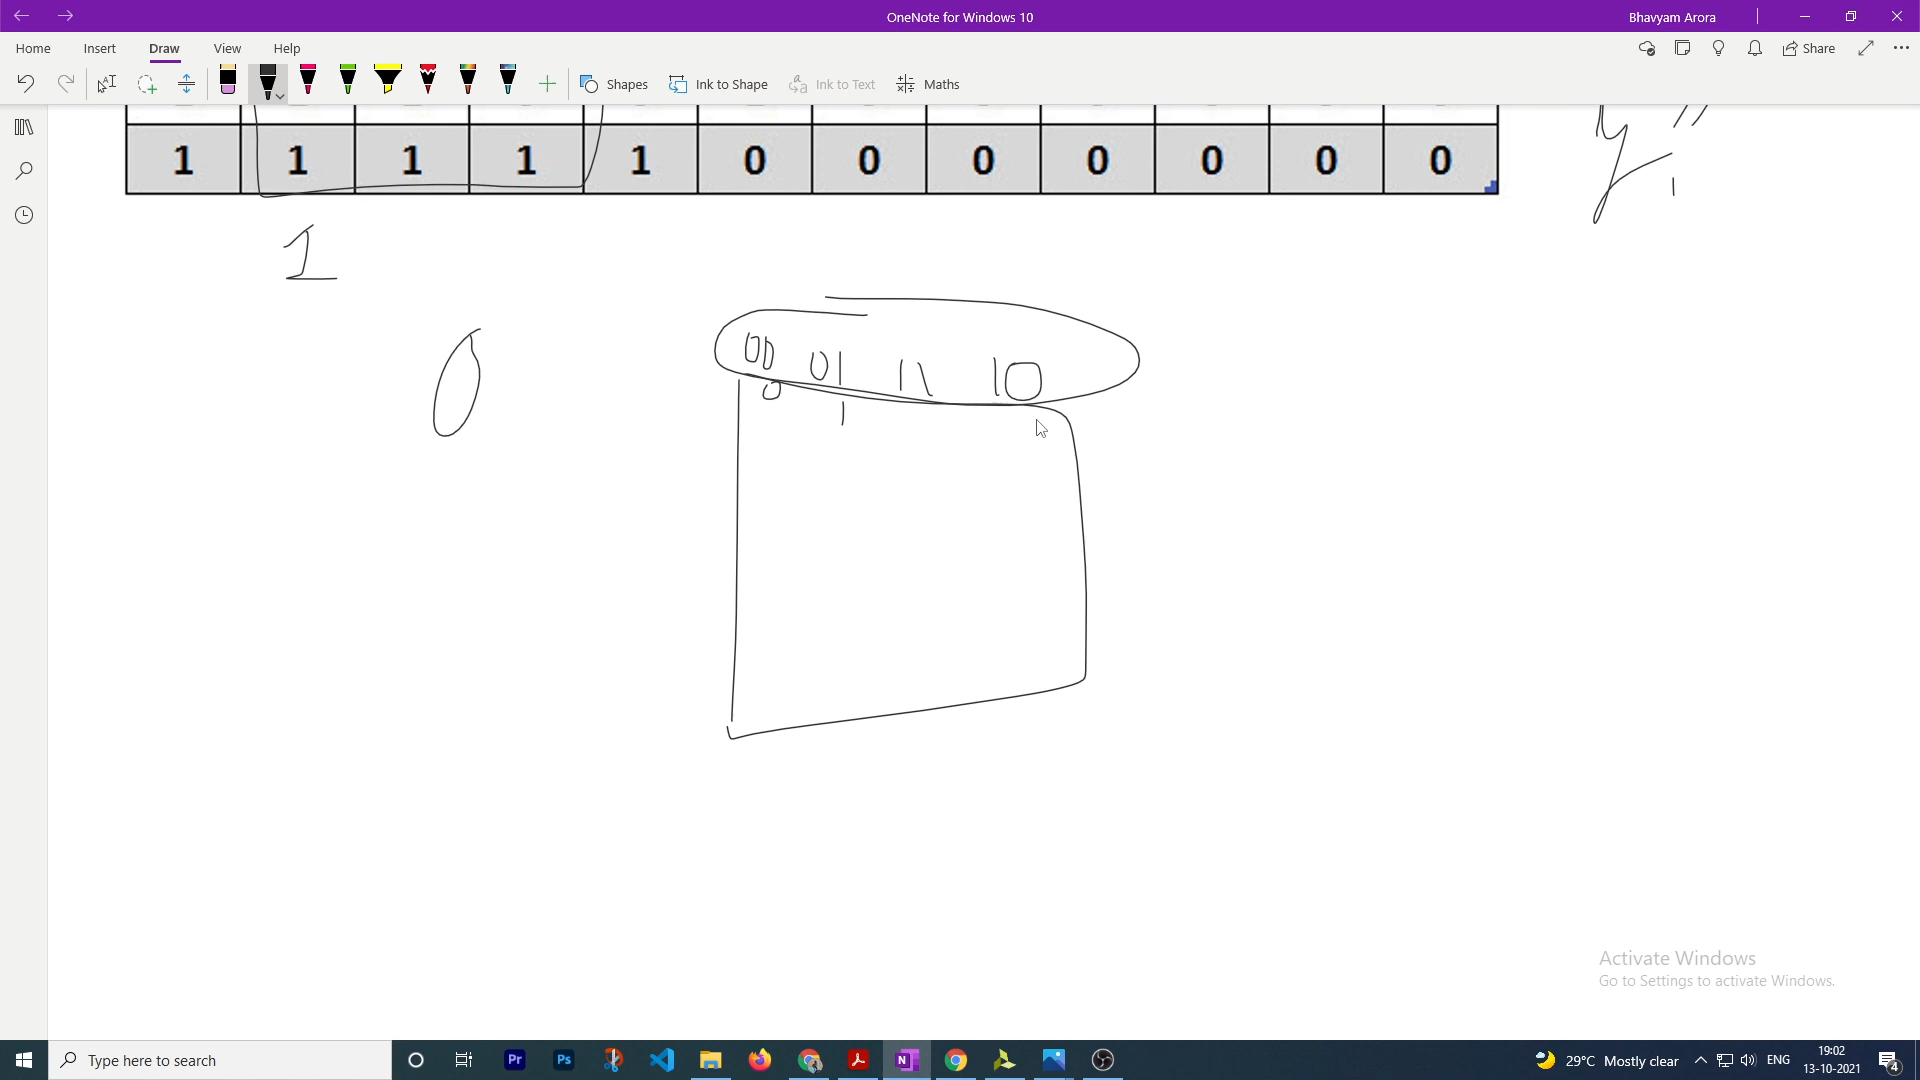 OneNote for Windows 10
Bhavyam Arora
Home Insert Draw View Help
Share
Shapes Ink to Shape Ink to Text Maths
1 1 1 1 1 0 0 0 0 0 0 0
1
0
00 01 11 10
0 1
Activate Windows
Go to Settings to activate Windows.
Type here to search
29°C Mostly clear
ENG
19:02
13-10-2021
4